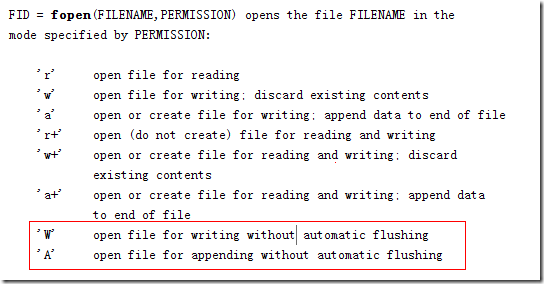 FID = fopen(FILENAME,PERMISSION) opens the file FILENAME in the
mode specified by PERMISSION:
'r' open file for reading
'w' open file for writing; discard existing contents
'a' open or create file for writing; append data to end of file
'r+' open (do not create) file for reading and writing
'w+' open or create file for reading and writing; discard
existing contents
'a+' open or create file for reading and writing; append data
to end of file
'W' open file for writing without automatic flushing
'A' open file for appending without automatic flushing